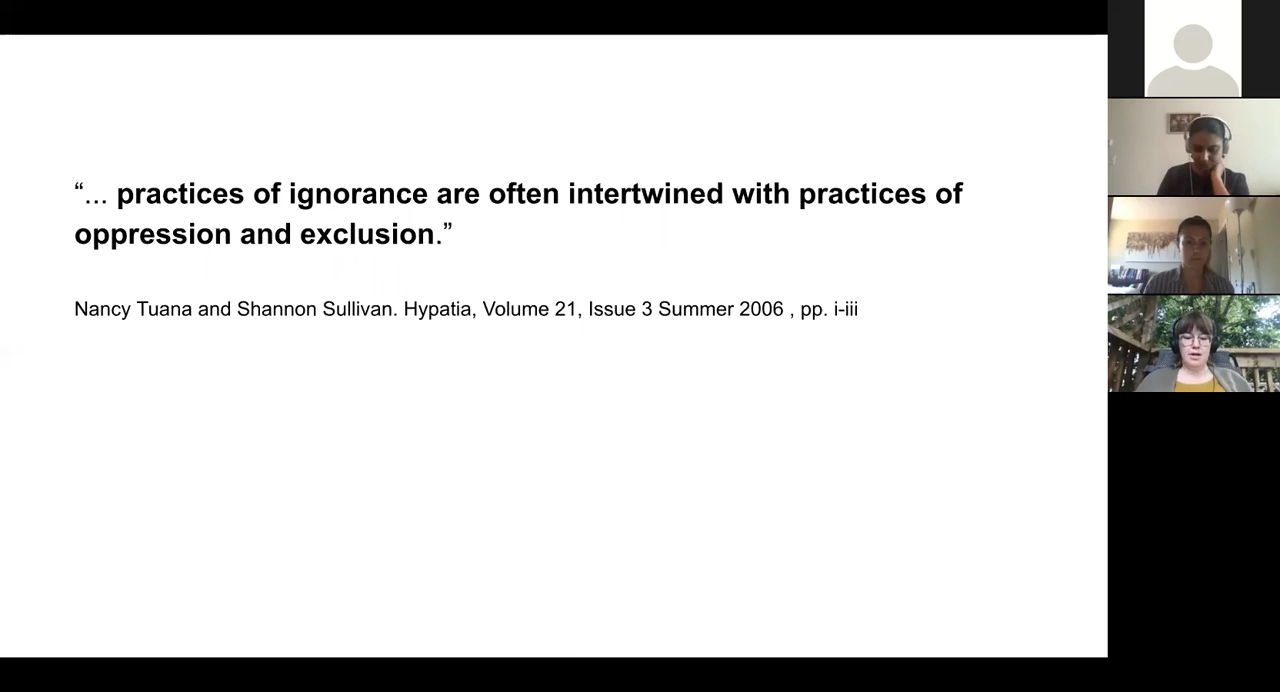 “... practices of ignorance are often intertwined with practices of
oppression and exclusion.”
Nancy Tuana and Shannon Sullivan. Hypatia, Volume 21, Issue 3 Summer 2006 , pp. i-iii